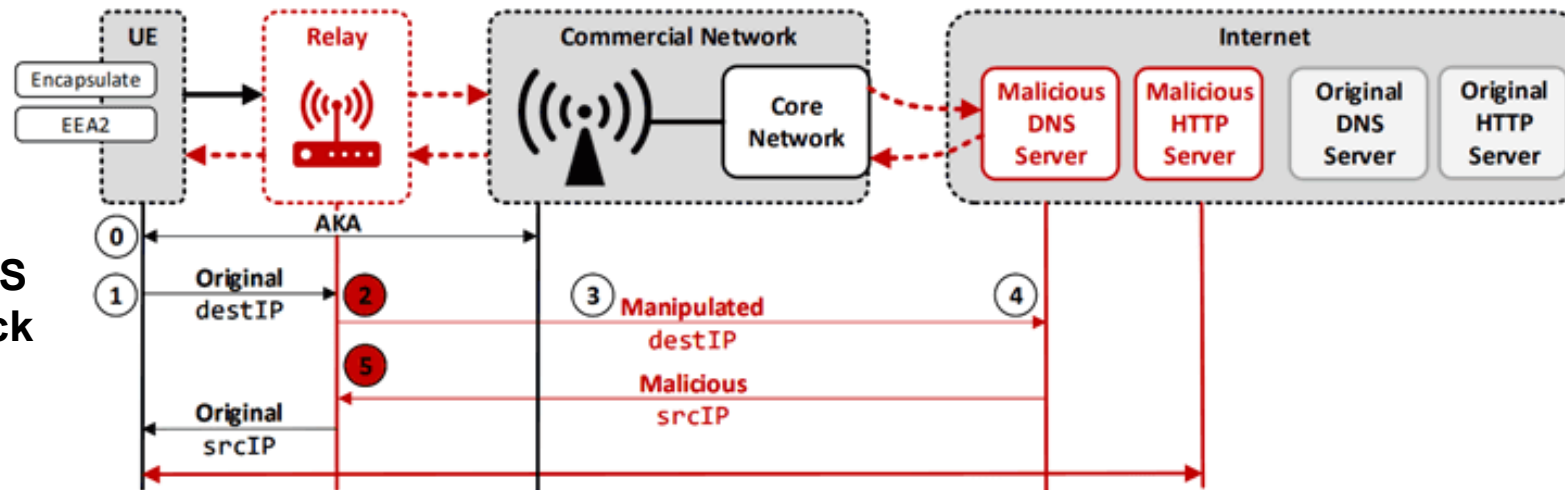 UE
Relay
Commercial Network
Internet
Encapsulate
EEA2
Core
Network
Malicious
DNS
Server
Malicious
HTTP
Server
Original
DNS
Server
Original
HTTP
Server
0
AKA
S
ck
1
Original
destIP
2
3
Manipulated
destIP
4
5
Malicious
srcIP
Original
srcIP